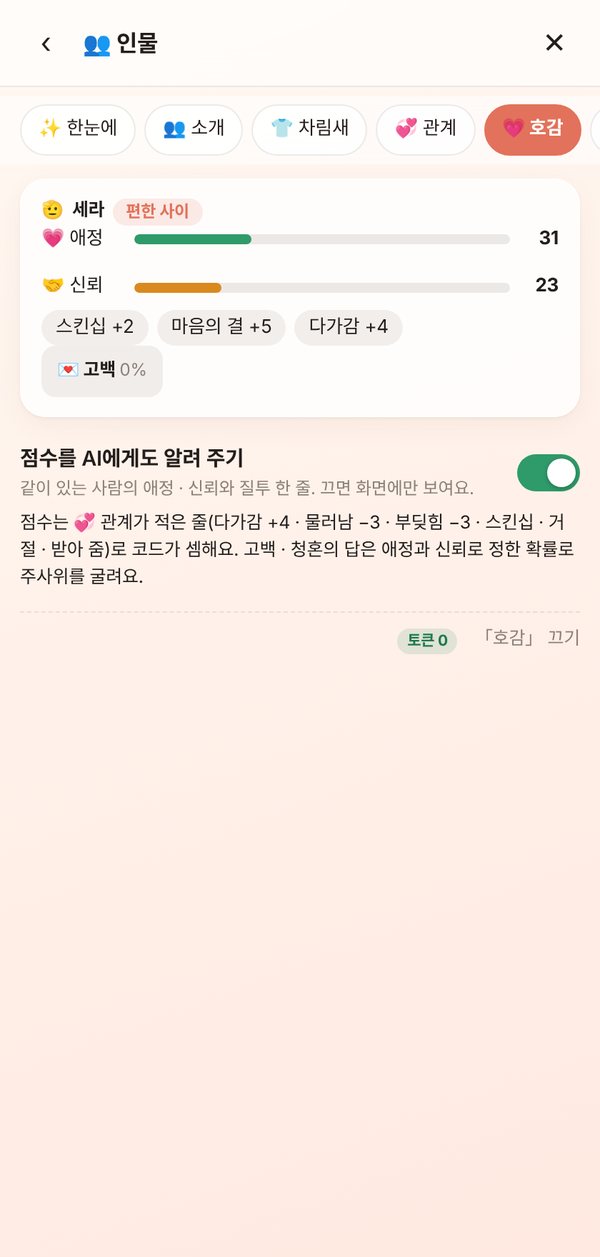 인물
한눈에
소개
차림새
관계
호감
세라 편한 사이
애정 31
신뢰 23
스킨십 +2 마음의 결 +5 다가감 +4
고백 0%
점수를 AI에게도 알려 주기
같이 있는 사람의 애정 · 신뢰와 질투 한 줄. 끄면 화면에만 보여요.
점수는 💞 관계가 적은 줄(다가감 +4 · 물러남 −3 · 부딪힘 −3 · 스킨십 · 거
절 · 받아 줌)로 코드가 셈해요. 고백 · 청혼의 답은 애정과 신뢰로 정한 확률로
주사위를 굴려요.
토큰 0 「호감」 끄기